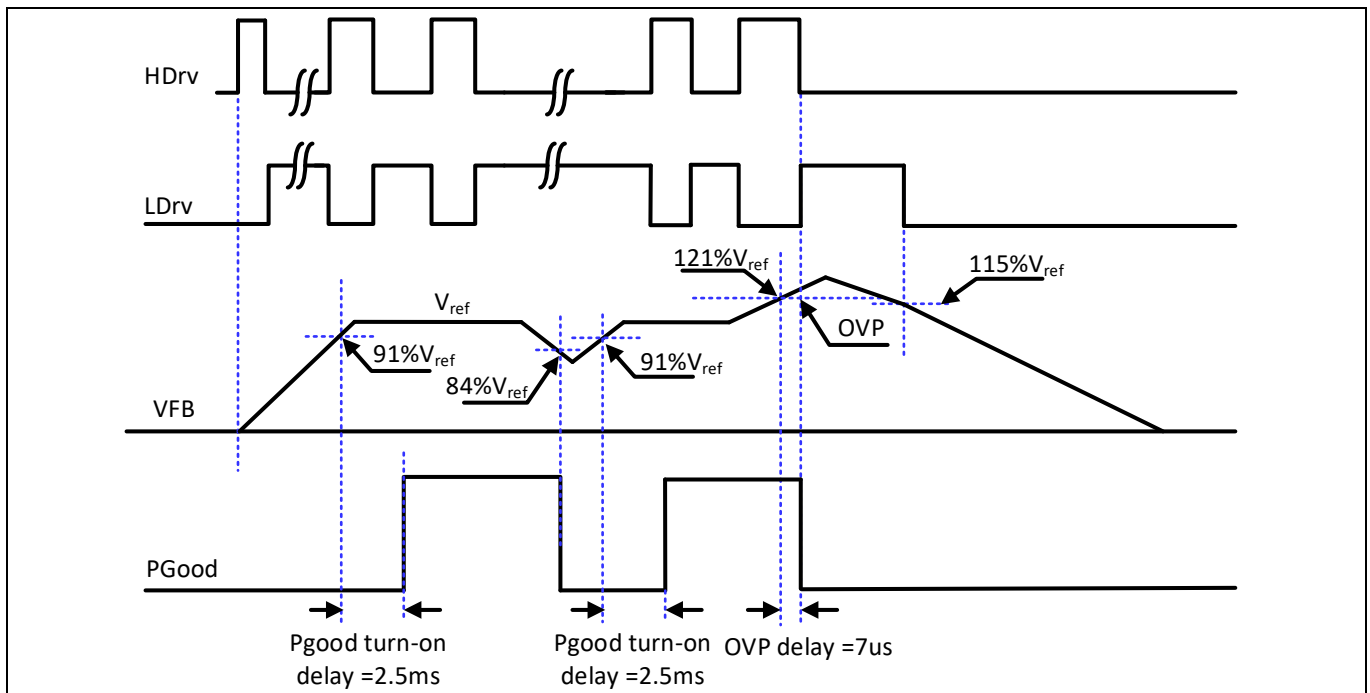 HDrv
LDrv
121%Vref
115%Vref
Vref
OVP
91%Vref
84%Vref
91%Vref
VFB
PGood
Pgood turn-on
delay =2.5ms
Pgood turn-on
delay =2.5ms
OVP delay =7us